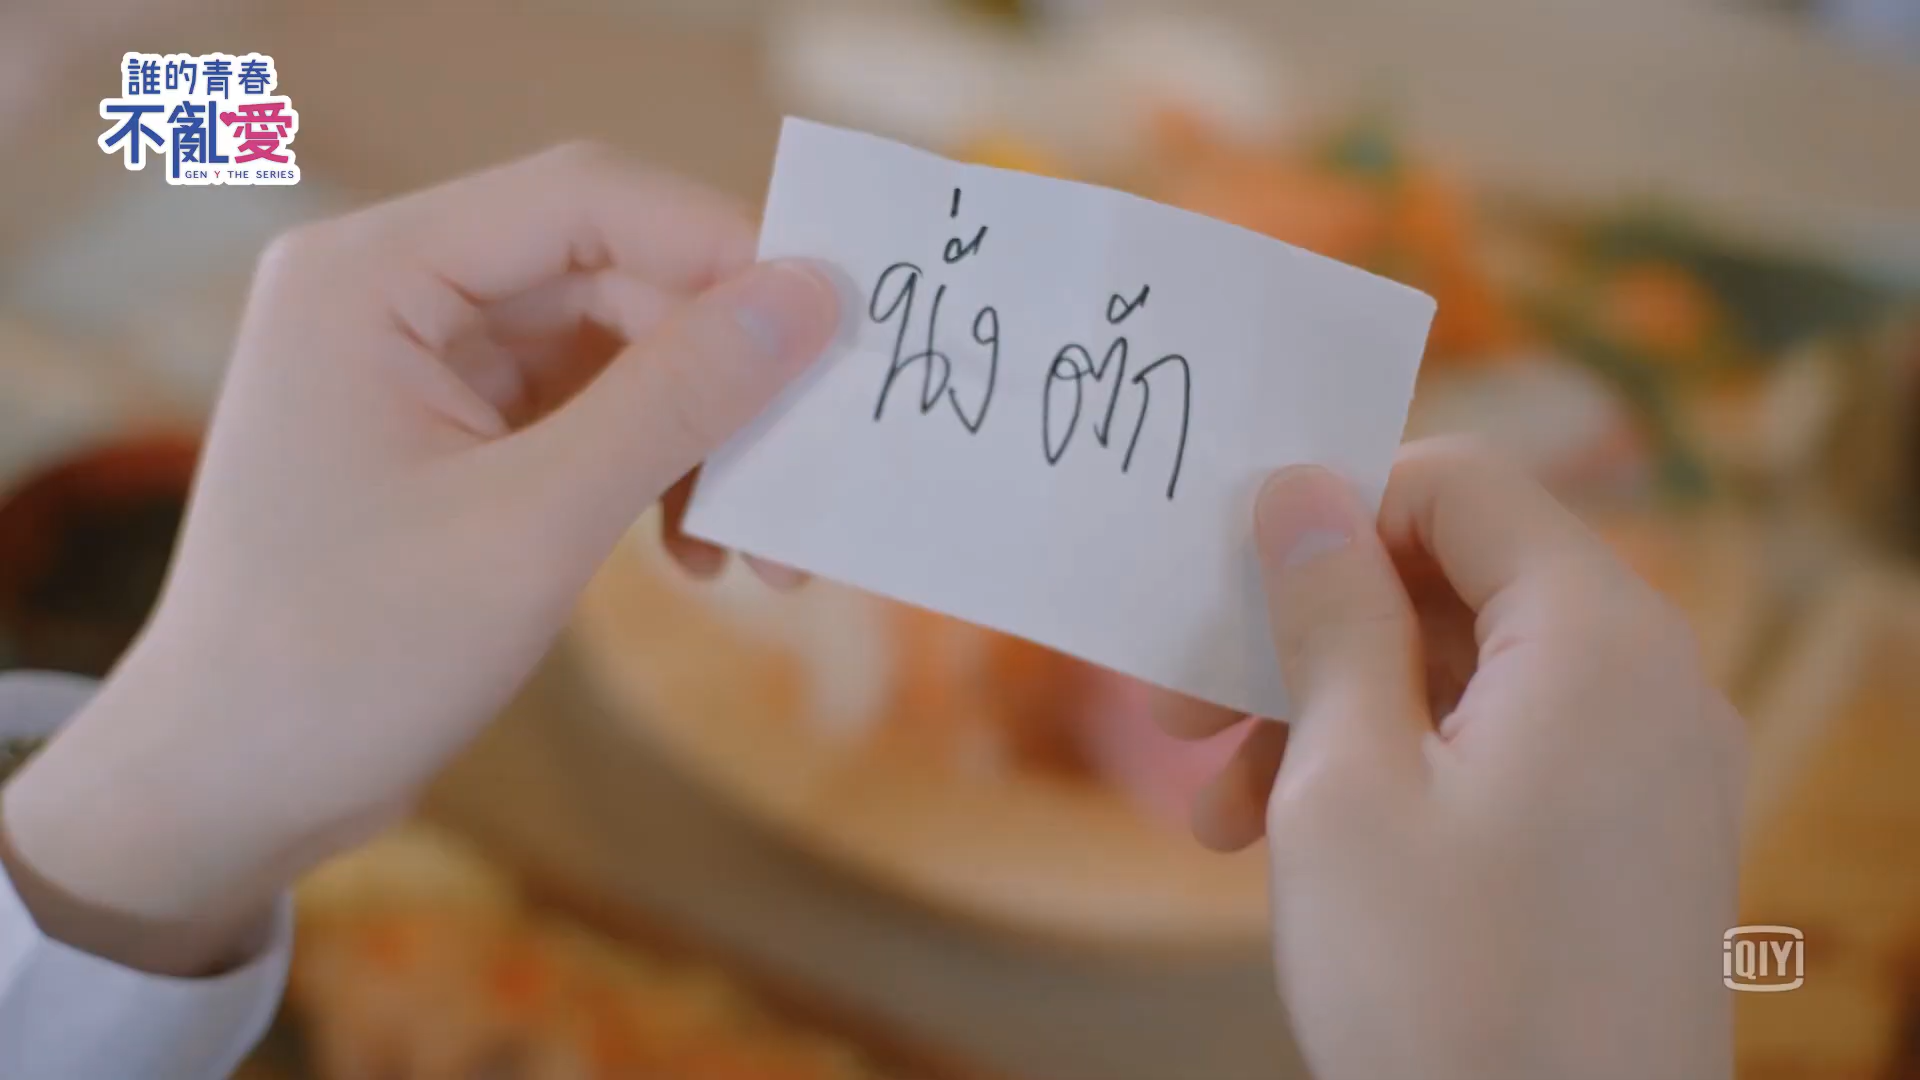 誰的青春
不亂愛
GEN Y THE SERIES
นั่ง ตัก
iQIYI